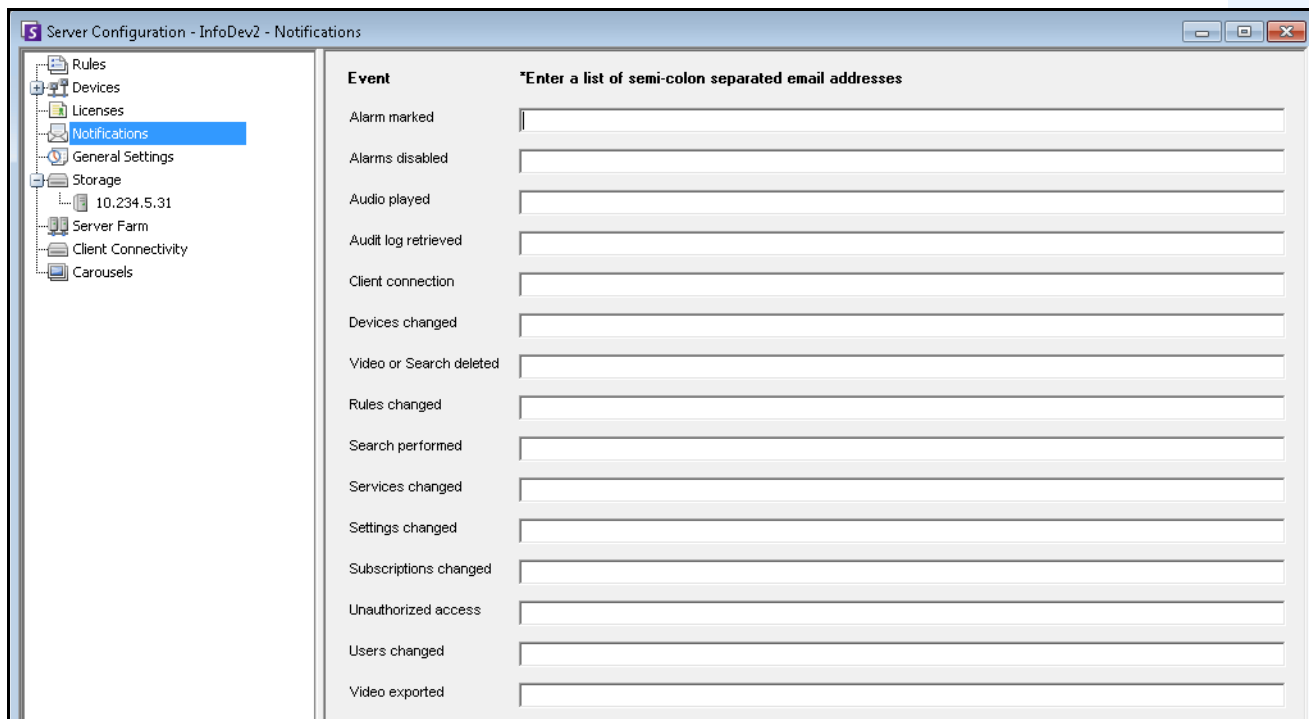 Server Configuration - InfoDev2 - Notifications
Rules
Devices
Licenses
Notifications
General Settings
Storage
10.234.5.31
Server Farm
Client Connectivity
Carousels
Event *Enter a list of semi-colon separated email addresses
Alarm marked
Alarms disabled
Audio played
Audit log retrieved
Client connection
Devices changed
Video or Search deleted
Rules changed
Search performed
Services changed
Settings changed
Subscriptions changed
Unauthorized access
Users changed
Video exported